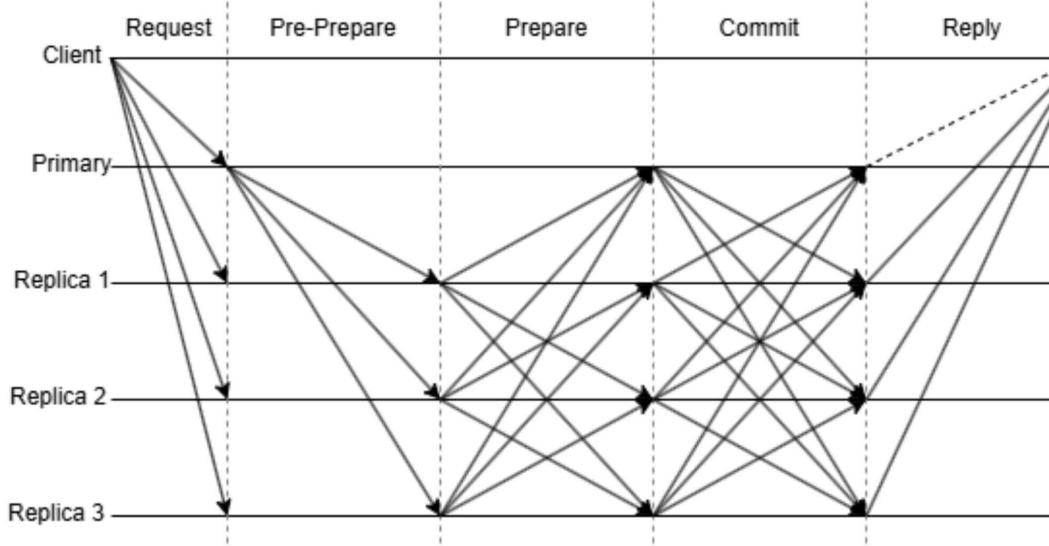 Request Pre-Prepare Prepare Commit Reply
Client
Primary
Replica 1
Replica 2
Replica 3